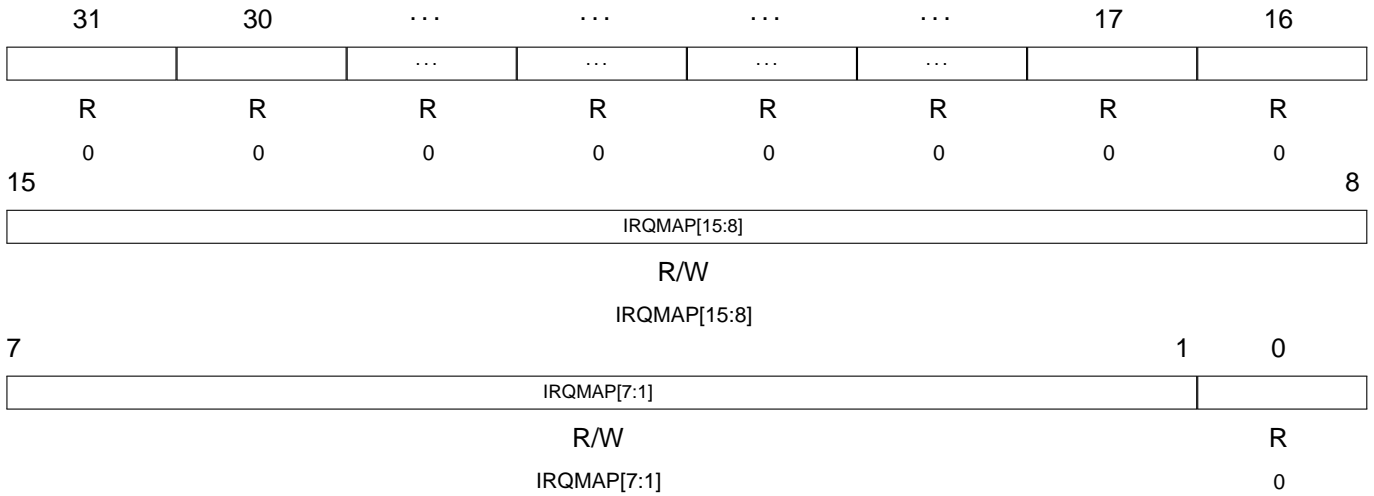 31 30 ... ... ... ... 17 16
... ... ... ...
R R R R R R R R
0 0 0 0 0 0 0 0
15 8
IRQMAP[15:8]
R/W
IRQMAP[15:8]
7 1 0
IRQMAP[7:1]
R/W R
IRQMAP[7:1] 0